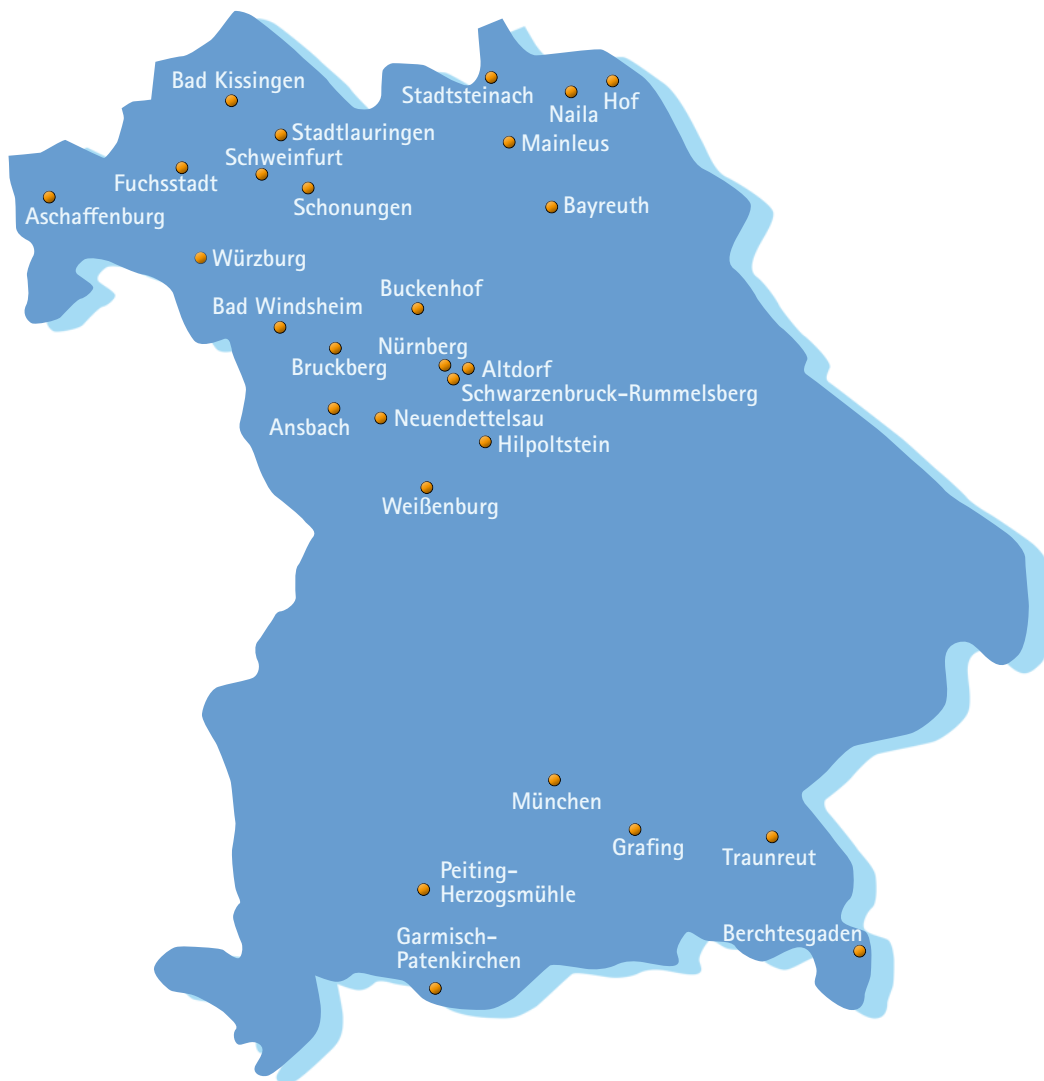 Bad Kissingen
Stadtsteinach
Hof
Naila
Stadtlauringen
Mainleus
Schweinfurt
Fuchsstadt
Schonungen
Bayreuth
Aschaffenburg
Würzburg
Buckenhof
Bad Windsheim
Nürnberg
Bruckberg
Altdorf
Schwarzenbruck-Rummelsberg
Neuendettelsau
Ansbach
Hilpoltstein
Weißenburg
München
Grafing
Traunreut
Peiting-
Herzogsmühle
Berchtesgaden
Garmisch-
Patenkirchen